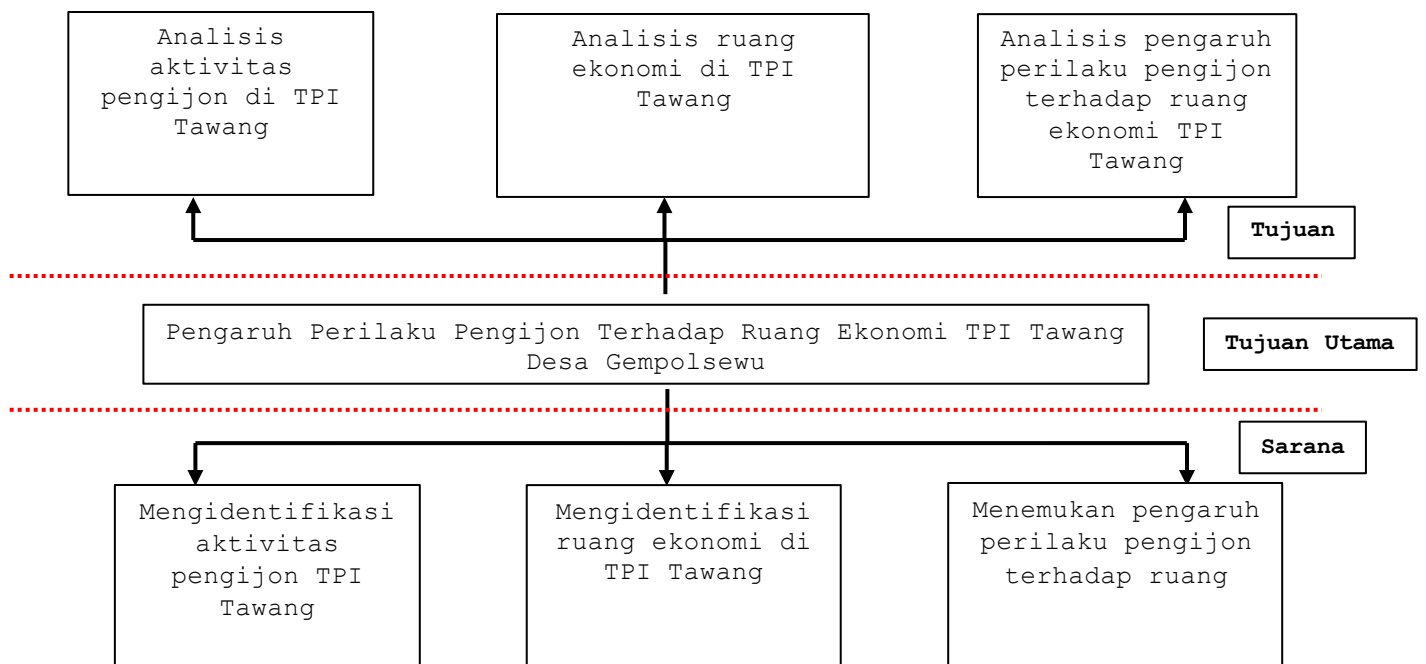 Analisis
aktivitas
pengijon di TPI
Tawang
Analisis ruang
ekonomi di TPI
Tawang
Analisis pengaruh
perilaku pengijon
terhadap ruang
ekonomi TPI
Tawang
Tujuan
Pengaruh Perilaku Pengijon Terhadap Ruang Ekonomi TPI Tawang
Desa Gempolsewu
Tujuan Utama
Sarana
Mengidentifikasi
aktivitas
pengijon TPI
Tawang
Mengidentifikasi
ruang ekonomi di
TPI Tawang
Menemukan pengaruh
perilaku pengijon
terhadap ruang